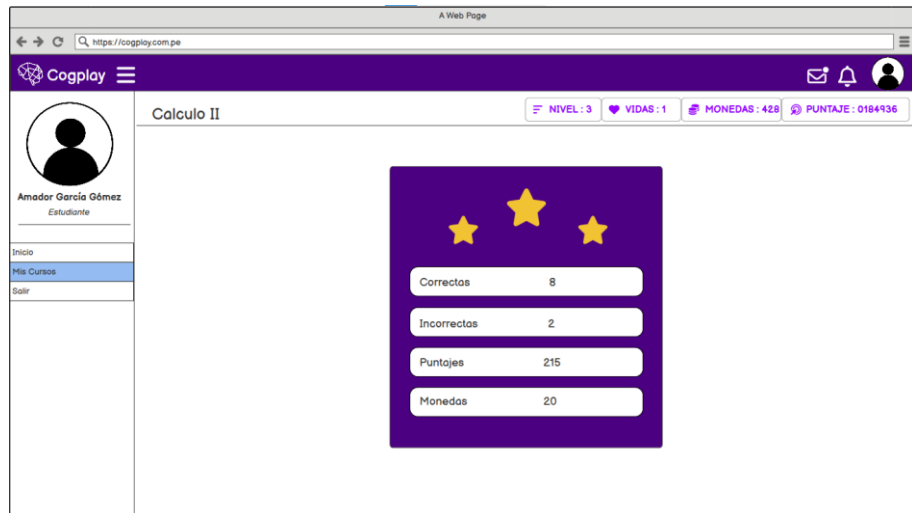 A Web Page
https://cogplay.com.pe
Cogplay
Calculo II
NIVEL : 3
VIDAS : 1
MONEDAS : 428
PUNTAJE : 0184936
Amador García Gómez
Estudiante
Inicio
Mis Cursos
Salir
Correctas 8
Incorrectas 2
Puntajes 215
Monedas 20